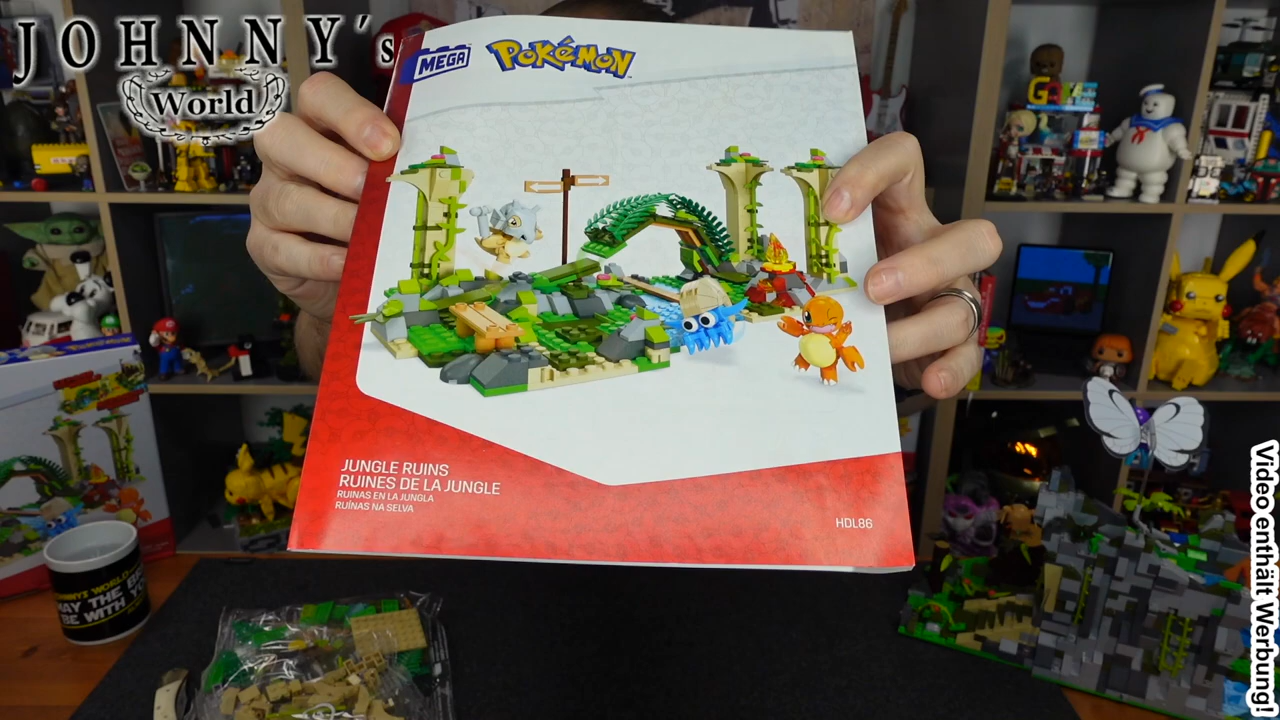 JOHNNY's
World
MEGA
POKéMON
JUNGLE RUINS
RUINES DE LA JUNGLE
RUINAS EN LA JUNGLA
RUÍNAS NA SELVA
HDL86
Video enthält Werbung!